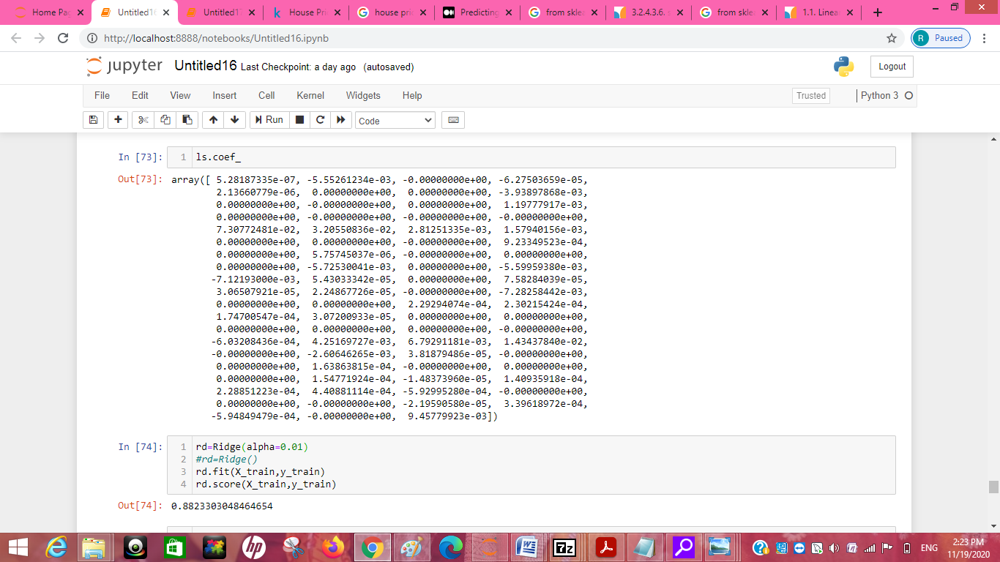 Home Pag
Untitled16
Untitled1
House Pri
house pric
Predicting
from sklea
3.2.4.3.6. s
from sklea
1.1. Linea
http://localhost:8888/notebooks/Untitled16.ipynb
R Paused
jupyter Untitled16 Last Checkpoint: a day ago (autosaved)
Logout
File Edit View Insert Cell Kernel Widgets Help
Trusted Python 3
Run Code
In [73]: 1 ls.coef_
Out[73]: array([ 5.28187335e-07, -5.55261234e-03, -0.00000000e+00, -6.27503659e-05,
2.13660779e-06, 0.00000000e+00, 0.00000000e+00, -3.93897868e-03,
0.00000000e+00, -0.00000000e+00, 0.00000000e+00, 1.19777917e-03,
0.00000000e+00, -0.00000000e+00, -0.00000000e+00, -0.00000000e+00,
7.30772481e-02, 3.20550836e-02, 2.81251335e-03, 1.57940156e-03,
0.00000000e+00, 0.00000000e+00, -0.00000000e+00, 9.23349523e-04,
0.00000000e+00, 5.75745037e-06, -0.00000000e+00, 0.00000000e+00,
0.00000000e+00, -5.72530041e-03, 0.00000000e+00, -5.59959380e-03,
-7.12193000e-03, 5.43033342e-05, 0.00000000e+00, 7.58284039e-05,
3.06507921e-05, 2.24867726e-05, -0.00000000e+00, -7.28258442e-03,
0.00000000e+00, 0.00000000e+00, 2.29294074e-04, 2.30215424e-04,
1.74700547e-04, 3.07200933e-05, 0.00000000e+00, 0.00000000e+00,
0.00000000e+00, 0.00000000e+00, 0.00000000e+00, -0.00000000e+00,
-6.03208436e-04, 4.25169727e-03, 6.79291181e-03, 1.43437840e-02,
-0.00000000e+00, -2.60646265e-03, 3.81879486e-05, -0.00000000e+00,
0.00000000e+00, 1.63863815e-04, -0.00000000e+00, 0.00000000e+00,
0.00000000e+00, 1.54771924e-04, -1.48373960e-05, 1.40935918e-04,
2.28851223e-04, 4.40881114e-04, -5.92995280e-04, -0.00000000e+00,
0.00000000e+00, -0.00000000e+00, -2.19590580e-05, 3.39618972e-04,
-5.94849479e-04, -0.00000000e+00, 9.45779923e-03])
In [74]: 1 rd=Ridge(alpha=0.01)
2 #rd=Ridge()
3 rd.fit(X_train,y_train)
4 rd.score(X_train,y_train)
Out[74]: 0.8823303048464654
ENG
2:23 PM
11/19/2020